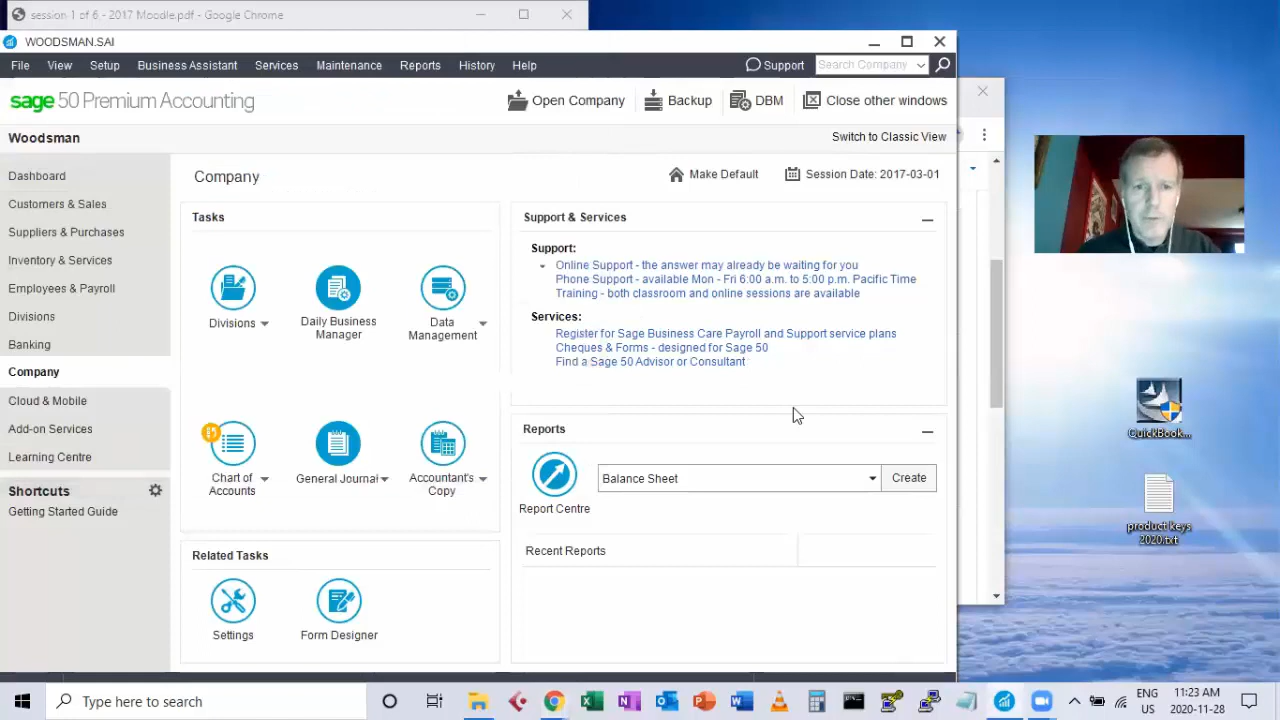 session 1 of 6 - 2017 Moodle.pdf - Google Chrome
WOODSMAN.SAI
File View Setup Business Assistant Services Maintenance Reports History Help Support Search Company
sage 50 Premium Accounting
Open Company Backup DBM Close other windows
Woodsman
Switch to Classic View
Dashboard
Customers & Sales
Suppliers & Purchases
Inventory & Services
Employees & Payroll
Divisions
Banking
Company
Cloud & Mobile
Add-on Services
Learning Centre
Shortcuts
Getting Started Guide
Company
Make Default
Session Date: 2017-03-01
Tasks
Divisions
Daily Business
Manager
Data
Management
Chart of
Accounts
General Journal
Accountant's
Copy
Related Tasks
Settings
Form Designer
Support & Services
Support:
Online Support - the answer may already be waiting for you
Phone Support - available Mon - Fri 6:00 a.m. to 5:00 p.m. Pacific Time
Training - both classroom and online sessions are available
Services:
Register for Sage Business Care Payroll and Support service plans
Cheques & Forms - designed for Sage 50
Find a Sage 50 Advisor or Consultant
Reports
Report Centre
Balance Sheet
Create
Recent Reports
QuickBook...
product keys
2020.txt
Type here to search
ENG
US
11:23 AM
2020-11-28